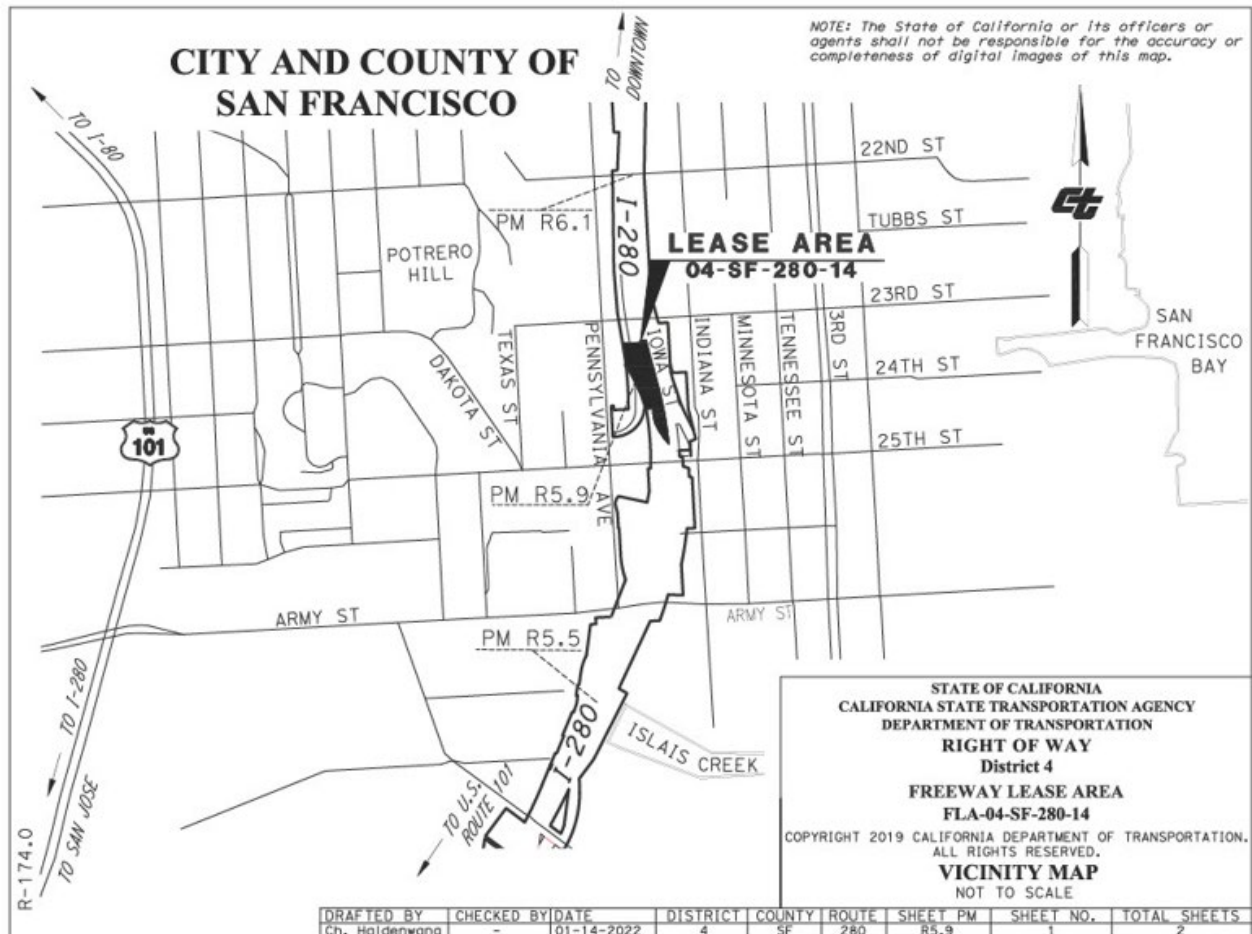 CITY AND COUNTY OF
SAN FRANCISCO
NOTE: The State of California or its officers or
agents shall not be responsible for the accuracy or
completeness of digital images of this map.
TO
DOWNTOWN
TO I-80
22ND ST
PM R6.1
I-280
TUBBS ST
Ct
LEASE AREA
04-SF-280-14
POTRERO
HILL
23RD ST
SAN
FRANCISCO
BAY
TEXAS ST
PENNSYLVANIA AVE
IOWA ST
INDIANA ST
MINNESOTA ST
TENNESSEE ST
3RD ST
DAKOTA ST
24TH ST
US
101
25TH ST
PM R5.9
ARMY ST
ARMY ST
PM R5.5
TO I-280
TO SAN JOSE
I-280
ISLAIS CREEK
TO U.S.
ROUTE 101
R-174.0
STATE OF CALIFORNIA
CALIFORNIA STATE TRANSPORTATION AGENCY
DEPARTMENT OF TRANSPORTATION
RIGHT OF WAY
District 4
FREEWAY LEASE AREA
FLA-04-SF-280-14
COPYRIGHT 2019 CALIFORNIA DEPARTMENT OF TRANSPORTATION.
ALL RIGHTS RESERVED.
VICINITY MAP
NOT TO SCALE
DRAFTED BY CHECKED BY DATE DISTRICT COUNTY ROUTE SHEET PM SHEET NO. TOTAL SHEETS
Ch. Haldenwang - 01-14-2022 4 SF 280 R5.9 1 2